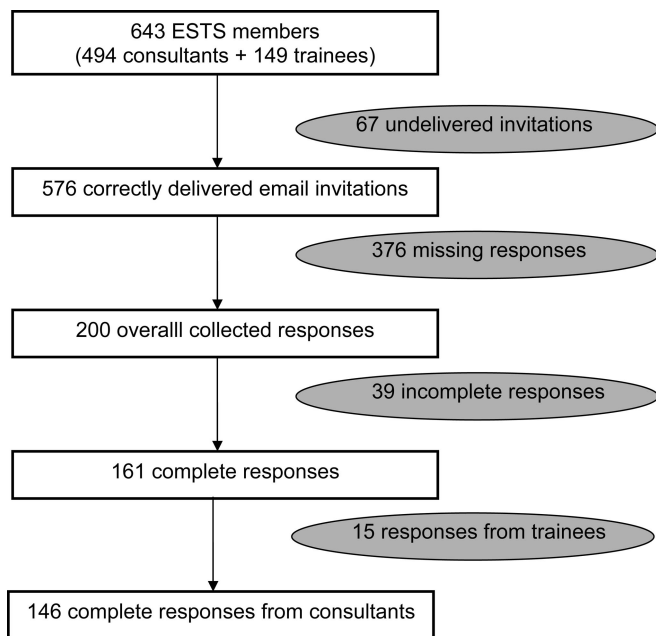 643 ESTS members
(494 consultants + 149 trainees)
67 undelivered invitations
576 correctly delivered email invitations
376 missing responses
200 overalll collected responses
39 incomplete responses
161 complete responses
15 responses from trainees
146 complete responses from consultants